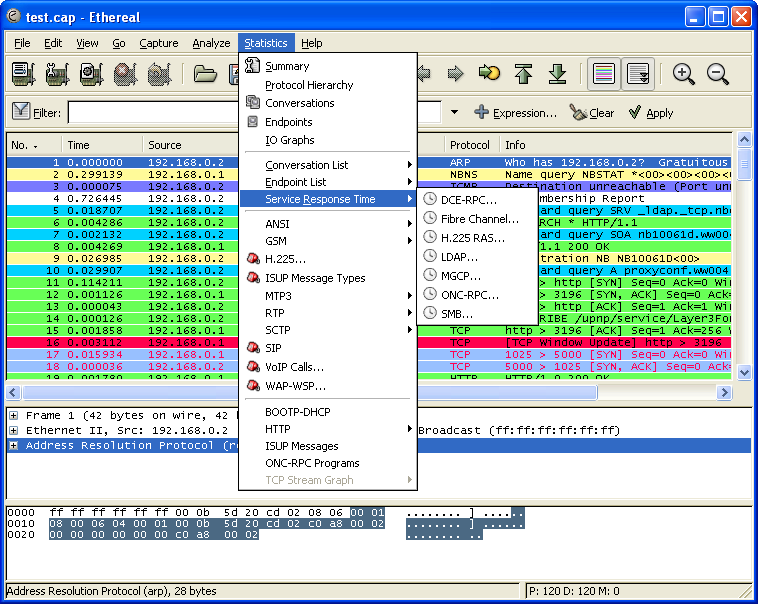 test.cap - Ethereal
File Edit View Go Capture Analyze Statistics Help
Filter: Expression... Clear Apply
Summary
Protocol Hierarchy
Conversations
Endpoints
IO Graphs
Conversation List
Endpoint List
Service Response Time
ANSI
GSM
H.225...
ISUP Message Types
MTP3
RTP
SCTP
SIP
VoIP Calls...
WAP-WSP...
BOOTP-DHCP
HTTP
ISUP Messages
ONC-RPC Programs
TCP Stream Graph
DCE-RPC...
Fibre Channel...
H.225 RAS...
LDAP...
MGCP...
ONC-RPC...
SMB...
No. Time Source Protocol Info
1 0.000000 192.168.0.2 ARP Who has 192.168.0.2? Gratuitous
2 0.299139 192.168.0.1 NBNS Name query NBSTAT *<00><00><00><
3 0.000075 192.168.0.2 ICMP Destination unreachable (Port un
4 0.726445 192.168.0.2 mbership Report
5 0.018707 192.168.0.2 ard query SRV _ldap._tcp.nb
6 0.004286 192.168.0.2 RCH * HTTP/1.1
7 0.002132 192.168.0.2 ard query SOA nb10061d.ww00
8 0.004269 192.168.0.1 1.1 200 OK
9 0.026985 192.168.0.2 tration NB NB10061D<00>
10 0.029907 192.168.0.2 ard query A proxyconf.ww004
11 0.114211 192.168.0.2 > http [SYN] Seq=0 Ack=0 Wi
12 0.001126 192.168.0.1 > 3196 [SYN, ACK] Seq=0 Ack
13 0.000043 192.168.0.2 > http [ACK] Seq=1 Ack=1 Wi
14 0.000126 192.168.0.2 RIBE /upnp/service/Layer3Fo
15 0.001858 192.168.0.1 TCP http > 3196 [ACK] Seq=1 Ack=256
16 0.003112 192.168.0.1 TCP [TCP Window Update] http > 3196
17 0.015934 192.168.0.1 TCP 1025 > 5000 [SYN] Seq=0 Ack=0 Wi
18 0.000036 192.168.0.2 TCP 5000 > 1025 [SYN, ACK] Seq=0 Ack
19 0.001780 192.168.0.1 HTTP HTTP/1.0 200 OK
Frame 1 (42 bytes on wire, 42
Ethernet II, Src: 192.168.0.2 Broadcast (ff:ff:ff:ff:ff:ff)
Address Resolution Protocol (re
0000 ff ff ff ff ff ff 00 0b 5d 20 cd 02 08 06 00 01 ........ ] ......
0010 08 00 06 04 00 01 00 0b 5d 20 cd 02 c0 a8 00 02 ........ ] ......
0020 00 00 00 00 00 00 c0 a8 00 02 ........ ..
Address Resolution Protocol (arp), 28 bytes P: 120 D: 120 M: 0